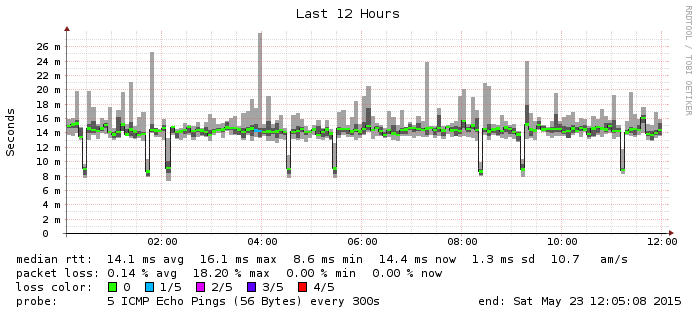 Last 12 Hours
RRDTOOL / TOBI OETIKER
Seconds
26 m
24 m
22 m
20 m
18 m
16 m
14 m
12 m
10 m
8 m
6 m
4 m
2 m
0
02:00 04:00 06:00 08:00 10:00 12:00
median rtt: 14.1 ms avg 16.1 ms max 8.6 ms min 14.4 ms now 1.3 ms sd 10.7 am/s
packet loss: 0.14 % avg 18.20 % max 0.00 % min 0.00 % now
loss color: 0 1/5 2/5 3/5 4/5
probe: 5 ICMP Echo Pings (56 Bytes) every 300s end: Sat May 23 12:05:08 2015